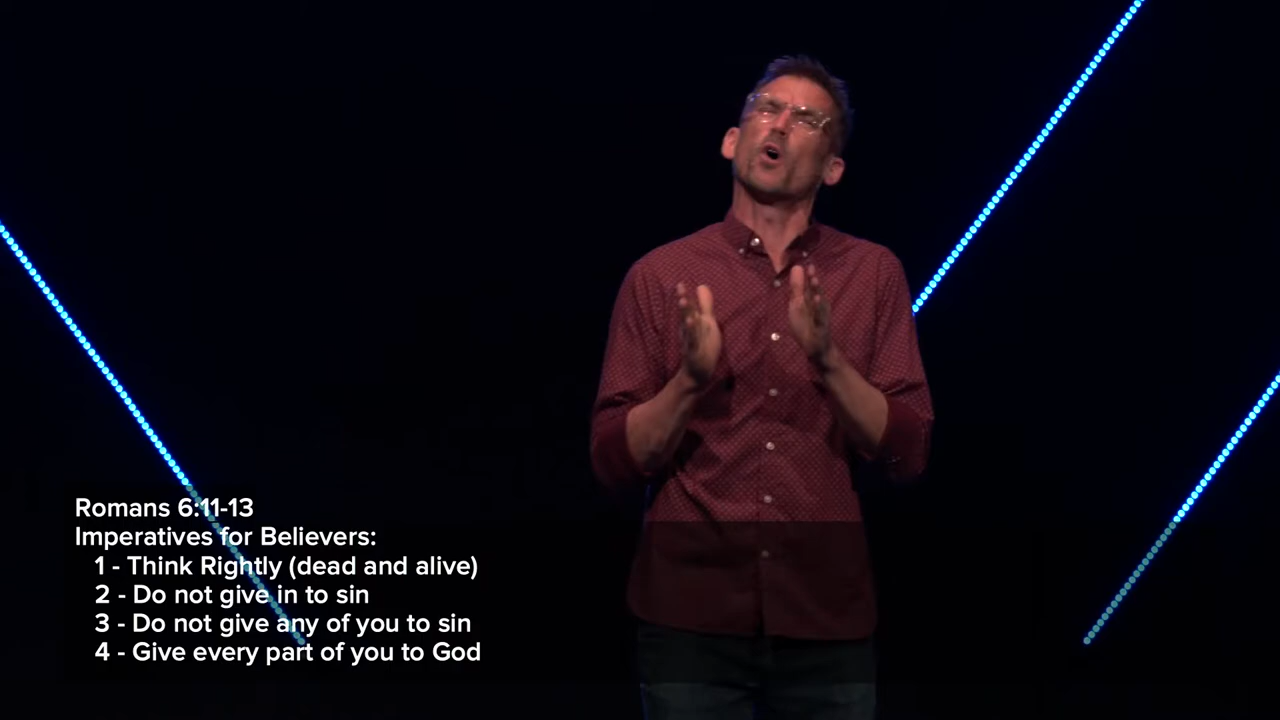 Romans 6:11-13
Imperatives for Believers:
1 - Think Rightly (dead and alive)
2 - Do not give in to sin
3 - Do not give any of you to sin
4 - Give every part of you to God